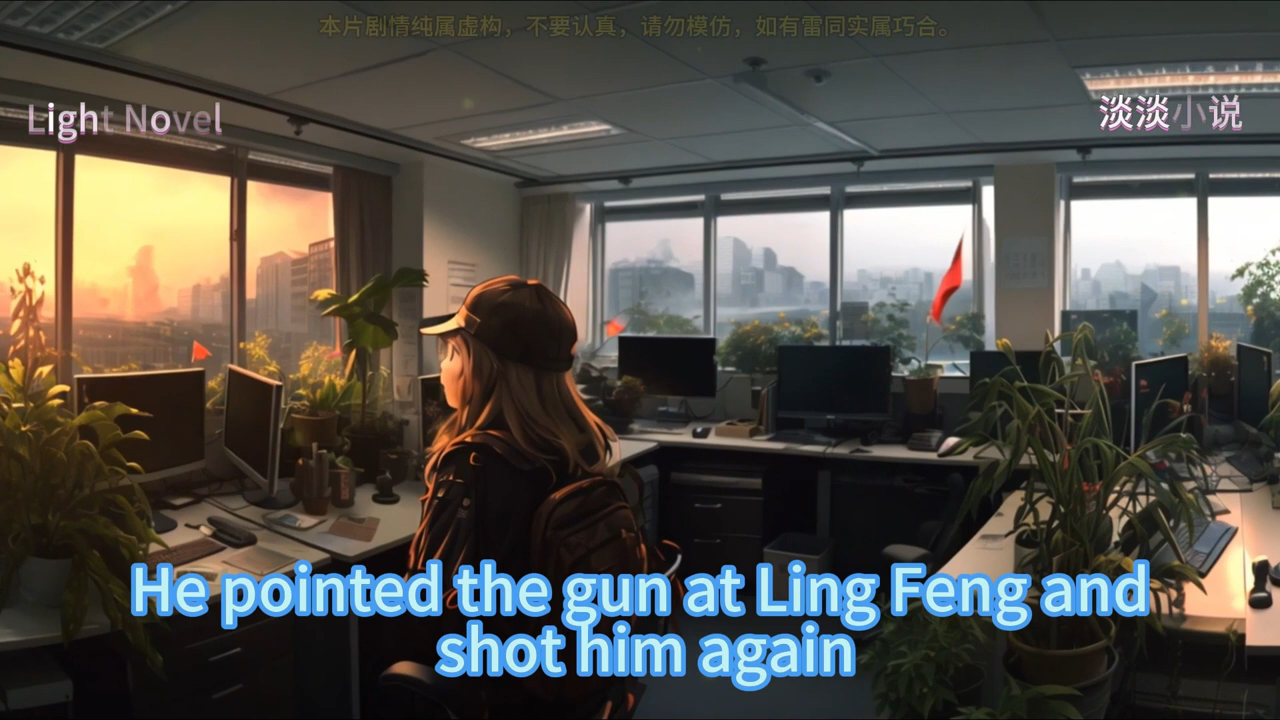 本片剧情纯属虚构，不要认真，请勿模仿，如有雷同实属巧合。
Light Novel
淡淡小说
He pointed the gun at Ling Feng and
shot him again